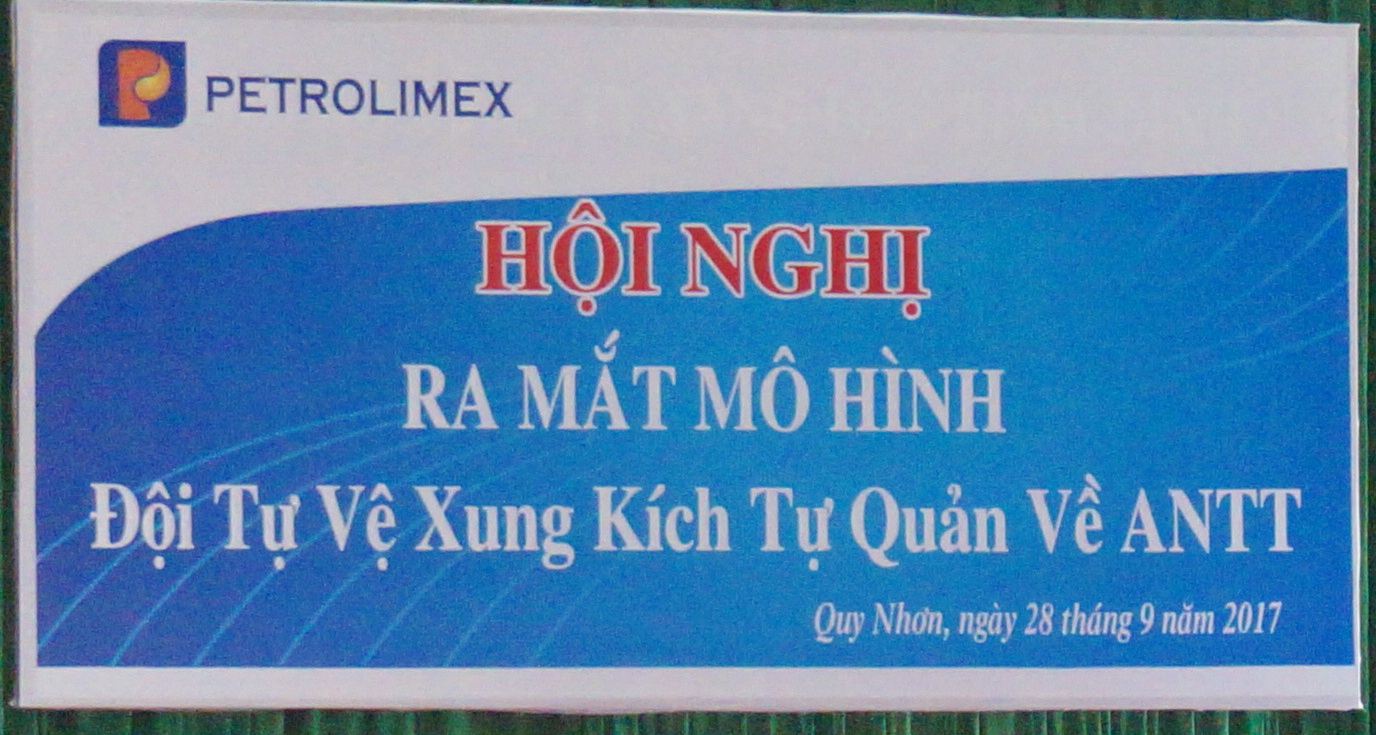 PETROLIMEX
HỘI NGHỊ
RA MẮT MÔ HÌNH
Đội Tự Vệ Xung Kích Tự Quản Về ANTT
Quy Nhơn, ngày 28 tháng 9 năm 2017